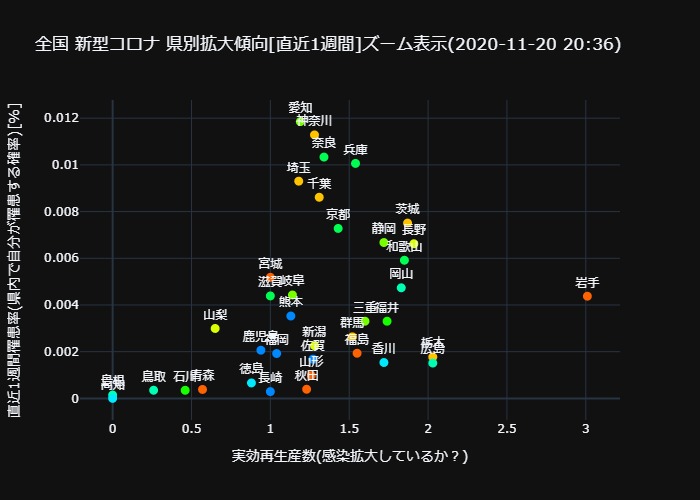 全国 新型コロナ 県別拡大傾向[直近1週間]ズーム表示(2020-11-20 20:36)
直近1週間罹患率(県内で自分が罹患する確率)[%]
0.012
0.01
0.008
0.006
0.004
0.002
0
愛知
神奈川
奈良
兵庫
埼玉
千葉
京都
茨城
静岡
長野
和歌山
宮城
岡山
滋賀
岐阜
岩手
熊本
三重
福井
山梨
群馬
新潟
鹿児島
福岡
佐賀
福島
栃木
広島
香川
山形
徳島
長崎
秋田
鳥取
石川
青森
島根
高知
0
0.5
1
1.5
2
2.5
3
実効再生産数(感染拡大しているか？)